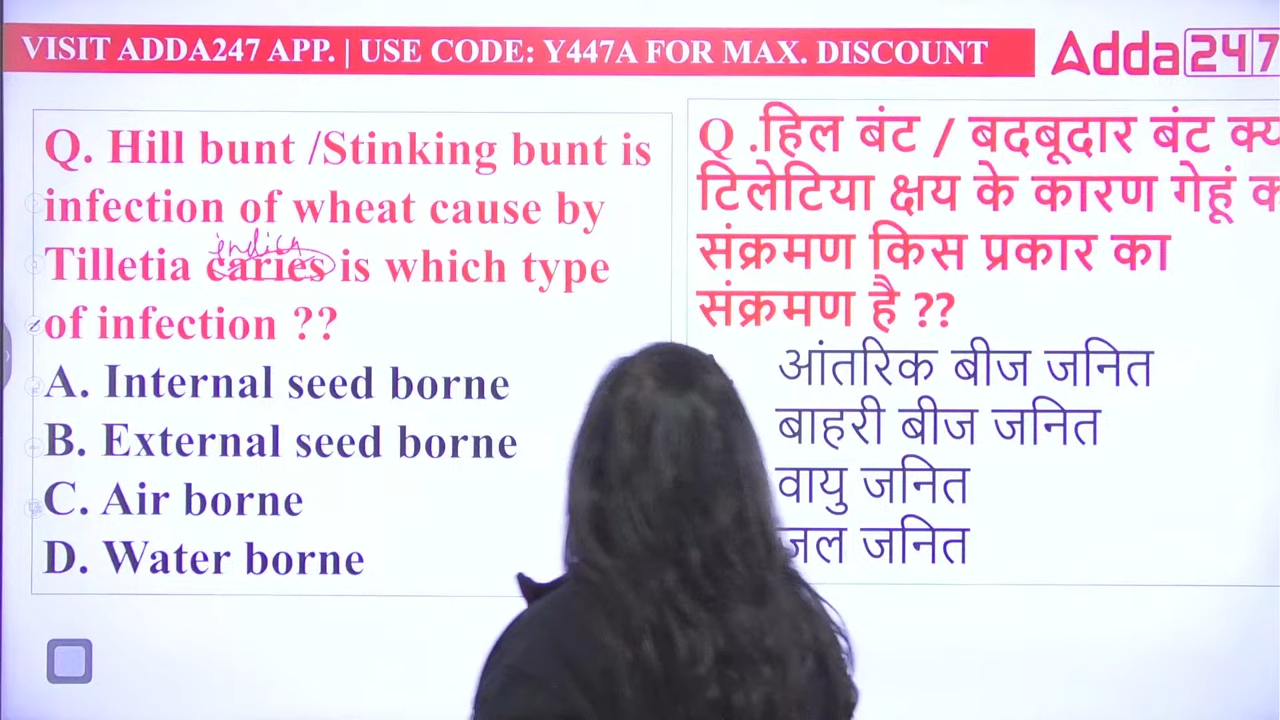 VISIT ADDA247 APP. | USE CODE: Y447A FOR MAX. DISCOUNT
Adda247
Q. Hill bunt /Stinking bunt is
infection of wheat cause by
indica
Tilletia caries is which type
of infection ??
A. Internal seed borne
B. External seed borne
C. Air borne
D. Water borne
Q .हिल बंट / बदबूदार बंट
टिलेटिया क्षय के कारण गेहूं
संक्रमण किस प्रकार का
संक्रमण है ??
आंतरिक बीज जनित
बाहरी बीज जनित
वायु जनित
जल जनित